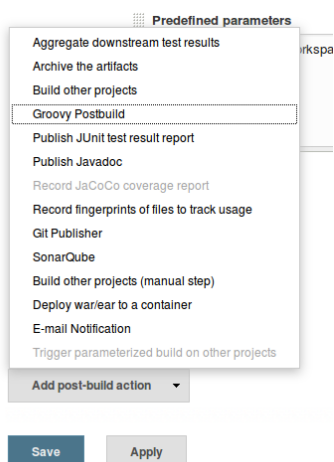 Predefined parameters
Aggregate downstream test results
Archive the artifacts
Build other projects
Groovy Postbuild
Publish JUnit test result report
Publish Javadoc
Record JaCoCo coverage report
Record fingerprints of files to track usage
Git Publisher
SonarQube
Build other projects (manual step)
Deploy war/ear to a container
E-mail Notification
Trigger parameterized build on other projects
Add post-build action
Save Apply